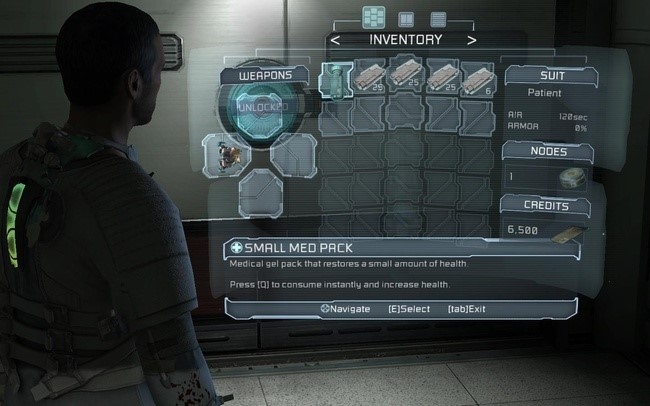 < INVENTORY >
WEAPONS
UNLOCKED
25
25
25
6
SUIT
Patient
AIR 120sec
ARMOR 0%
NODES
1
CREDITS
6,500
SMALL MED PACK
Medical gel pack that restores a small amount of health.
Press [Q] to consume instantly and increase health.
Navigate [E]Select [tab]Exit